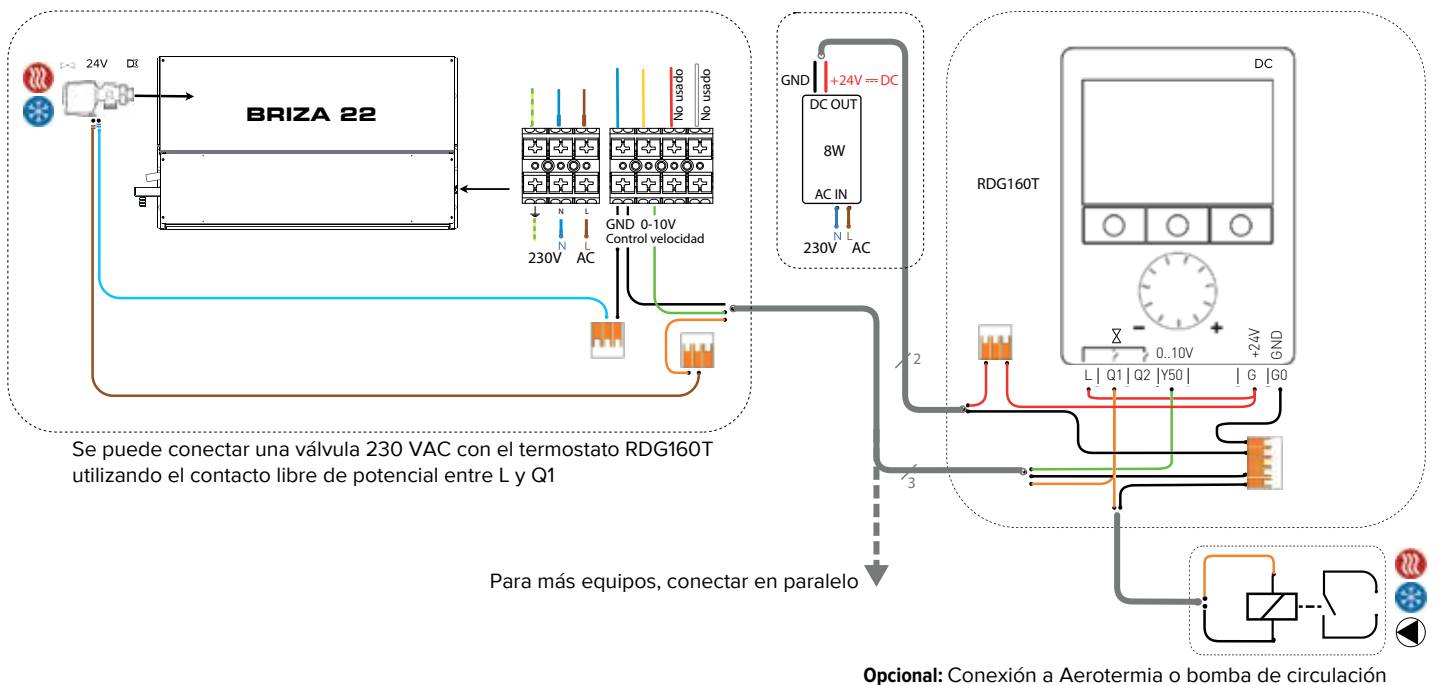 24V
BRIZA 22
No usado
No usado
N L
GND 0-10V
Control velocidad
N L
230V AC
GND +24V DC
DC OUT
8W
AC IN
N L
230V AC
DC
RDG160T
- +
0..10V
+24V
GND
L | Q1 | Q2 |Y50 | | G |G0
2
3
Se puede conectar una válvula 230 VAC con el termostato RDG160T
utilizando el contacto libre de potencial entre L y Q1
Para más equipos, conectar en paralelo
Opcional: Conexión a Aerotermia o bomba de circulación